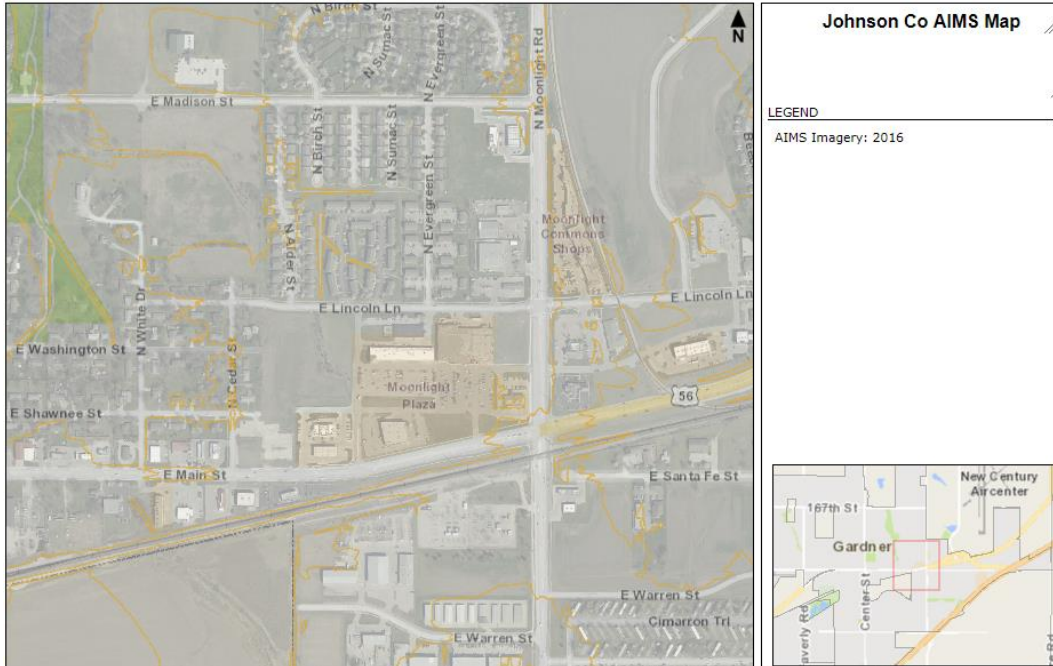 N Birch St
N Sumac St
N Evergreen St
N Moonlight Rd
N
E Madison St
N Birch St
N Sumac St
N Evergreen St
Moonlight
Commons
Shops
N Alder St
N White Dr
E Lincoln Ln
E Lincoln Ln
E Washington St
N Cedar St
Moonlight
Plaza
56
E Shawnee St
E Main St
E Santa Fe St
E Warren St
Cimarron Trl
E Warren St
Johnson Co AIMS Map
LEGEND
AIMS Imagery: 2016
New Century
Aircenter
167th St
Gardner
Center St
averly Rd
Rd